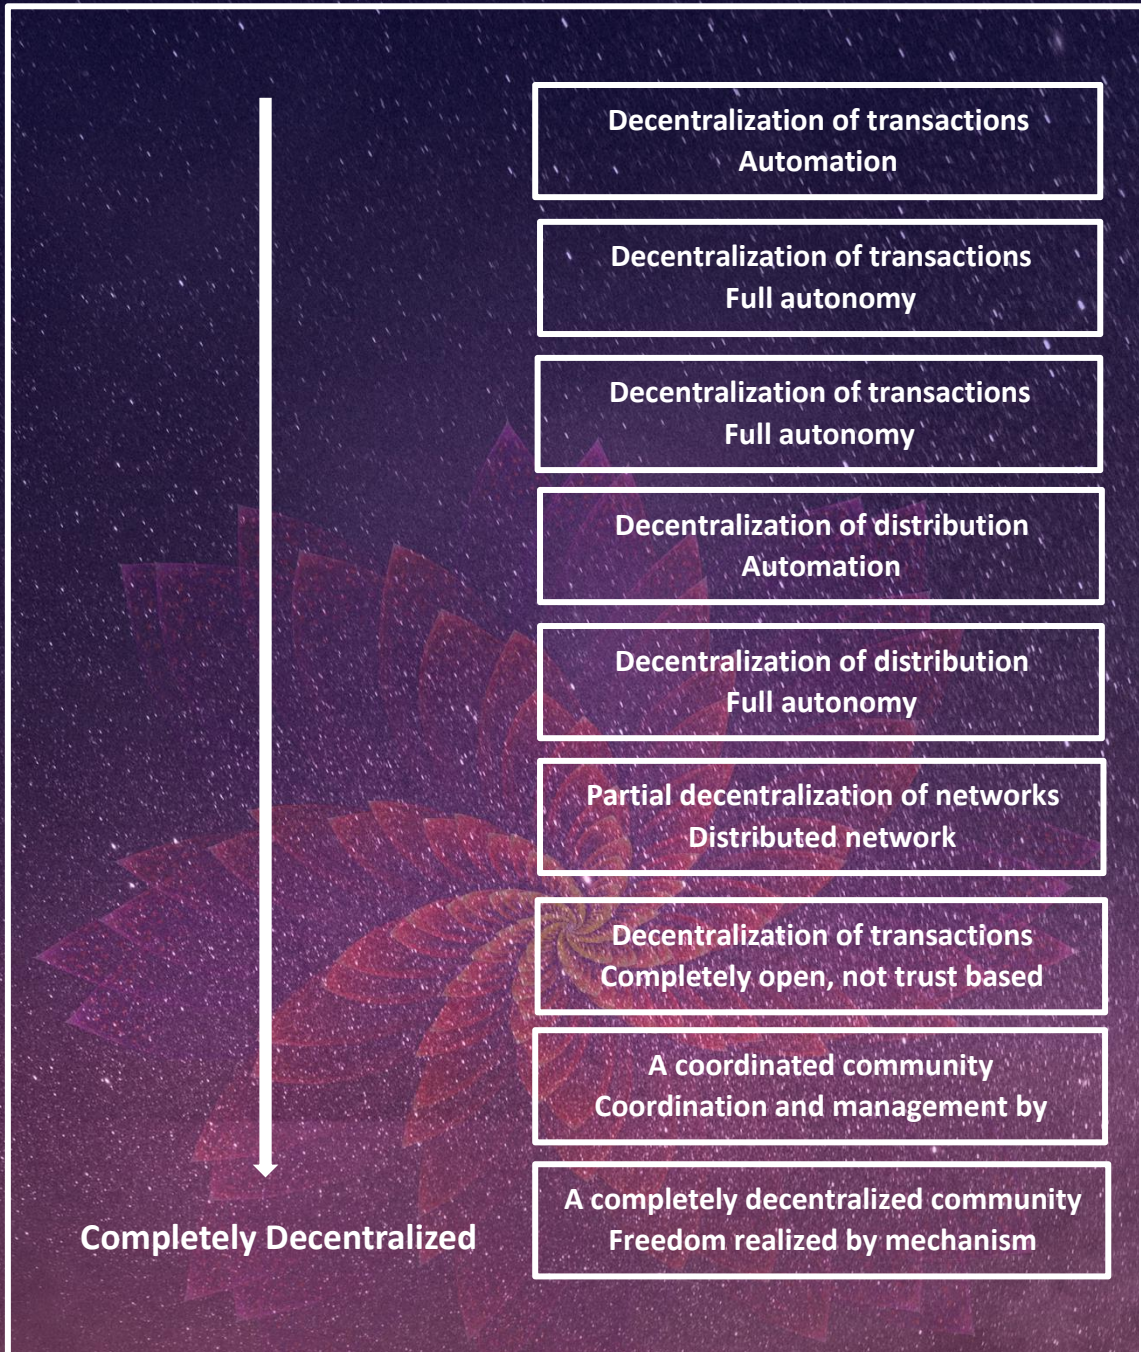 Decentralization of transactions
Automation
Decentralization of transactions
Full autonomy
Decentralization of transactions
Full autonomy
Decentralization of distribution
Automation
Decentralization of distribution
Full autonomy
Partial decentralization of networks
Distributed network
Decentralization of transactions
Completely open, not trust based
A coordinated community
Coordination and management by
A completely decentralized community
Freedom realized by mechanism
Completely Decentralized